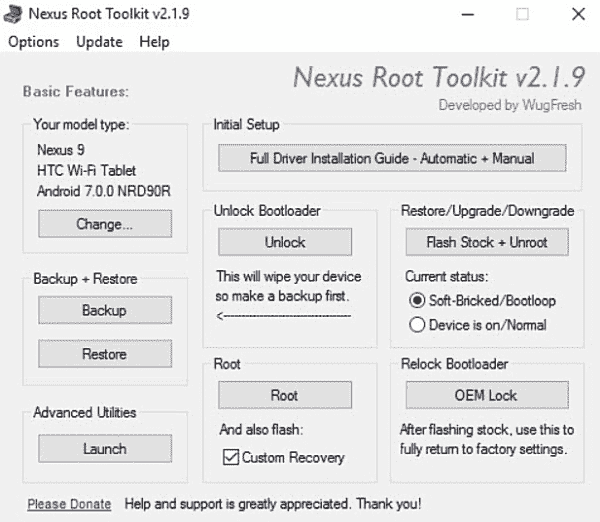 Nexus Root Toolkit v2.1.9
Options Update Help
Nexus Root Toolkit v2.1.9
Developed by WugFresh
Basic Features:
Your model type:
Nexus 9
HTC Wi-Fi Tablet
Android 7.0.0 NRD90R
Change...
Initial Setup
Full Driver Installation Guide - Automatic + Manual
Unlock Bootloader
Unlock
This will wipe your device
so make a backup first.
<-----------------------------------
Restore/Upgrade/Downgrade
Flash Stock + Unroot
Current status:
Soft-Bricked/Bootloop
Device is on/Normal
Backup + Restore
Backup
Restore
Root
Root
And also flash:
Custom Recovery
Relock Bootloader
OEM Lock
After flashing stock, use this to
fully return to factory settings.
Advanced Utilities
Launch
Please Donate Help and support is greatly appreciated. Thank you!